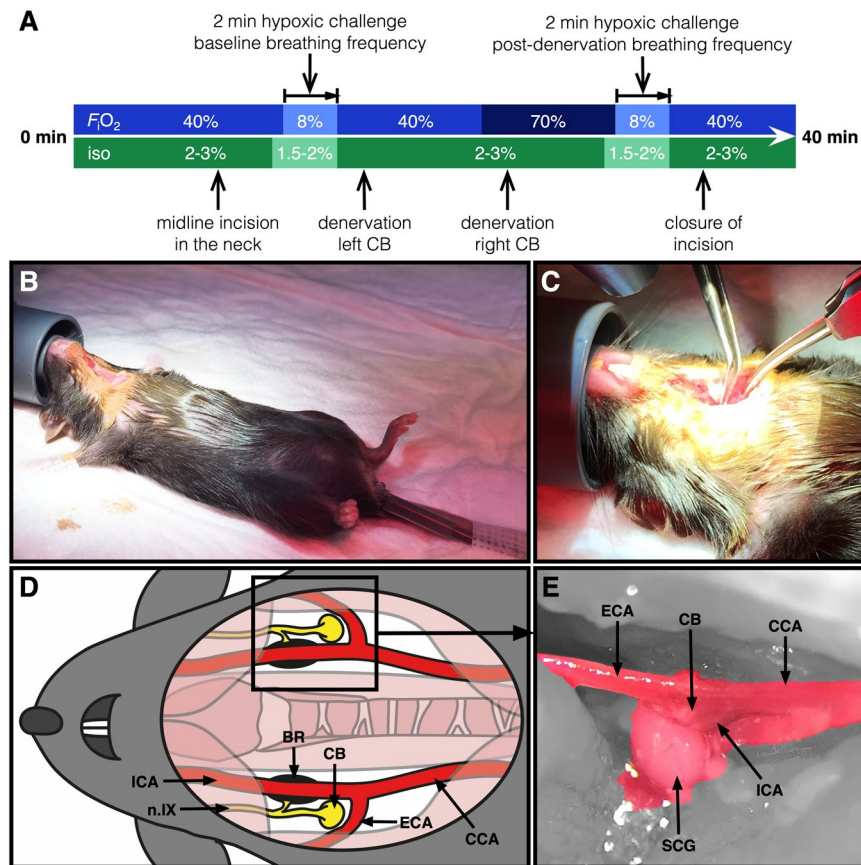 A
2 min hypoxic challenge
baseline breathing frequency
2 min hypoxic challenge
post-denervation breathing frequency
0 min
FiO2 40% 8% 40% 70% 8% 40%
iso 2-3% 1.5-2% 2-3% 1.5-2% 2-3%
40 min
midline incision
in the neck
denervation
left CB
denervation
right CB
closure of
incision
B
C
D
BR
CB
ICA
n.IX
ECA
CCA
E
ECA
CB
CCA
ICA
SCG